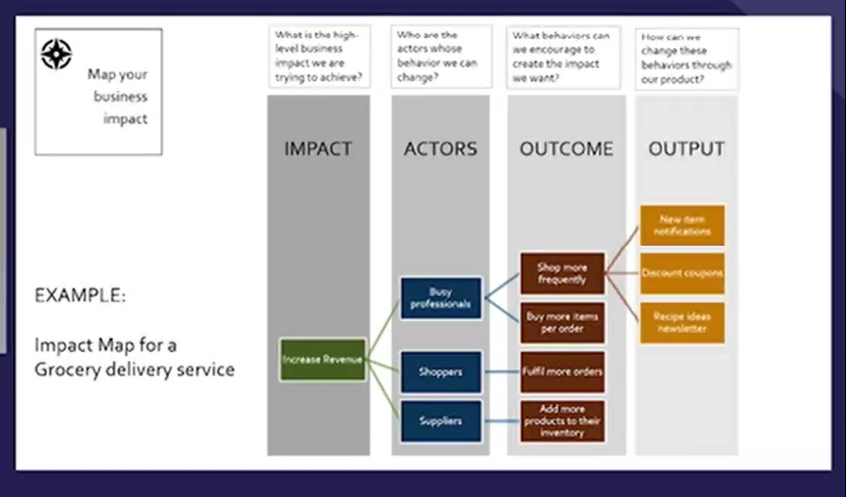 Map your
business
impact
What is the high-
level business
impact we are
trying to achieve?
Who are the
actors whose
behavior we can
change?
What behaviors can
we encourage to
create the impact
we want?
How can we
change these
behaviors through
our product?
IMPACT
ACTORS
OUTCOME
OUTPUT
EXAMPLE:
Impact Map for a
Grocery delivery service
Increase Revenue
Busy
professionals
Shoppers
Suppliers
Shop more
frequently
Buy more items
per order
Fulfil more orders
Add more
products to their
inventory
New item
notifications
Discount coupons
Recipe ideas
newsletter